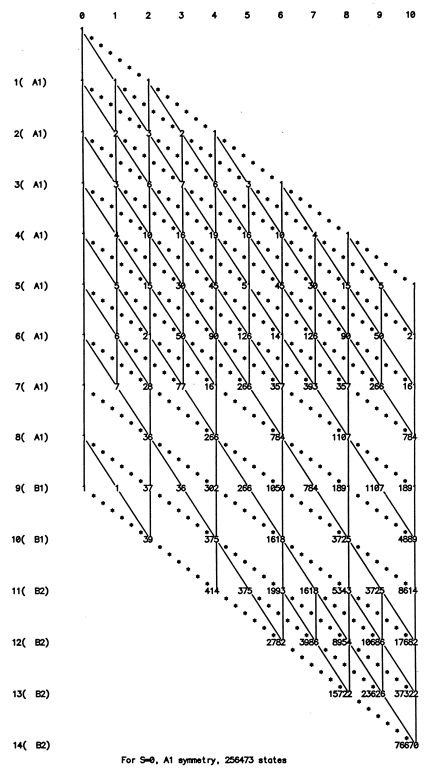 0 1 2 3 4 5 6 7 8 9 10
1( A1) 1 1 1
2( A1) 1 2 3 2 1
3( A1) 1 3 6 7 6 3 1
4( A1) 1 4 10 16 19 16 10 4 1
5( A1) 1 5 15 30 45 51 45 30 15 5 1
6( A1) 1 6 21 50 90 126 141 126 90 50 21
7( A1) 1 7 28 77 161 266 357 393 357 266 161
8( A1) 1 36 266 784 1107 784
9( B1) 1 1 37 36 302 266 1050 784 1891 1107 1891
10( B1) 39 375 1618 3725 4889
11( B2) 414 375 1993 1618 5343 3725 8614
12( B2) 2782 3986 8954 10686 17682
13( B2) 15722 23626 37322
14( B2) 76670
For S=0, A1 symmetry, 256473 states